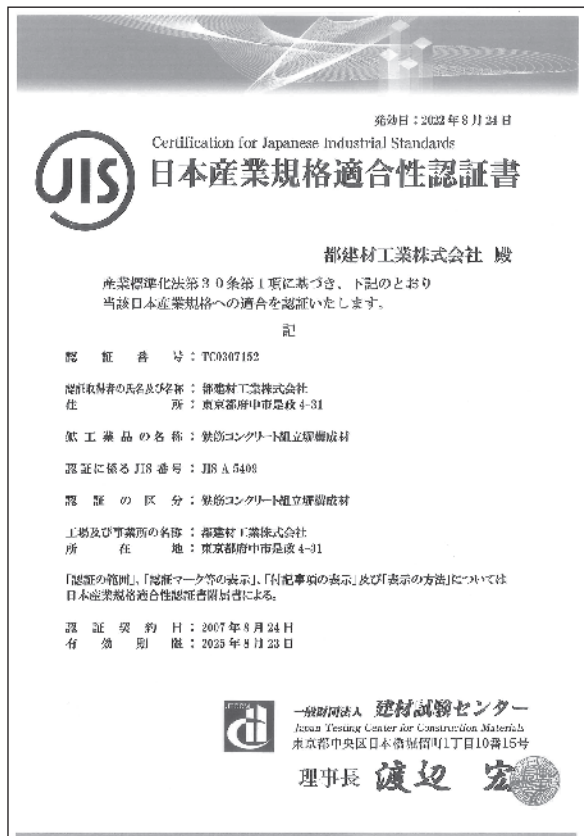 発効日：2022年8月24日
JIS
Certification for Japanese Industrial Standards
日本産業規格適合性認証書
都建材工業株式会社 殿
産業標準化法第30条第1項に基づき、下記のとおり
当該日本産業規格への適合を認証いたします。
記
認証番号：TC0307152
認証取得者の氏名及び名称：都建材工業株式会社
住所：東京都府中市是政4-31
鉱工業品の名称：鉄筋コンクリート組立塀構成材
認証に係るJIS番号：JIS A 5409
認証の区分：鉄筋コンクリート組立塀構成材
工場及び事業所の名称：都建材工業株式会社
所在地：東京都府中市是政4-31
「認証の範囲」、「認証マーク等の表示」、「付記事項の表示」及び「表示の方法」については
日本産業規格適合性認証書附属書による。
認証契約日：2007年8月24日
有効期限：2025年8月23日
一般財団法人 建材試験センター
Japan Testing Center for Construction Materials
東京都中央区日本橋堀留町1丁目10番15号
理事長 渡辺 宏